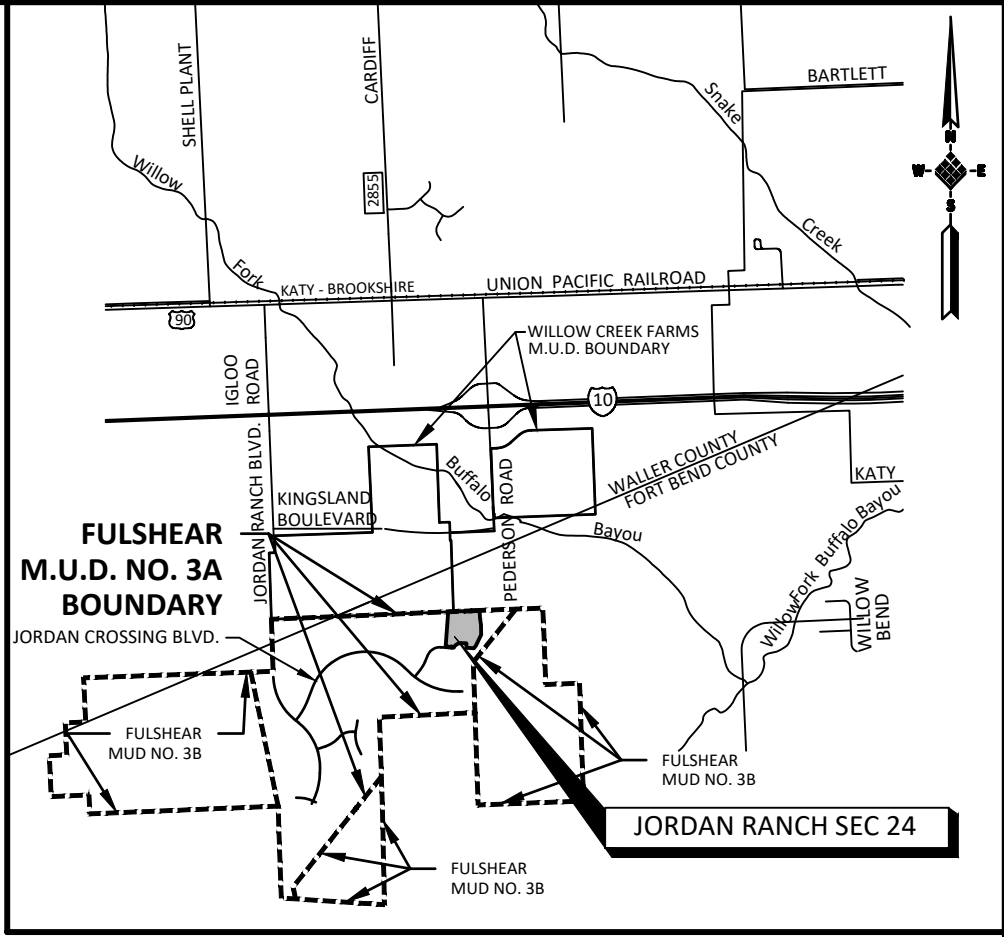 SHELL PLANT
CARDIFF
Snake
BARTLETT
N
W
E
S
Willow
2855
Creek
Fork
KATY - BROOKSHIRE
UNION PACIFIC RAILROAD
90
WILLOW CREEK FARMS
M.U.D. BOUNDARY
IGLOO
ROAD
10
WALLER COUNTY
FORT BEND COUNTY
JORDAN RANCH BLVD.
KINGSLAND
BOULEVARD
Buffalo
PEDERSON ROAD
Bayou
KATY
Willow Fork Buffalo Bayou
WILLOW
BEND
FULSHEAR
M.U.D. NO. 3A
BOUNDARY
JORDAN CROSSING BLVD.
FULSHEAR
MUD NO. 3B
FULSHEAR
MUD NO. 3B
JORDAN RANCH SEC 24
FULSHEAR
MUD NO. 3B